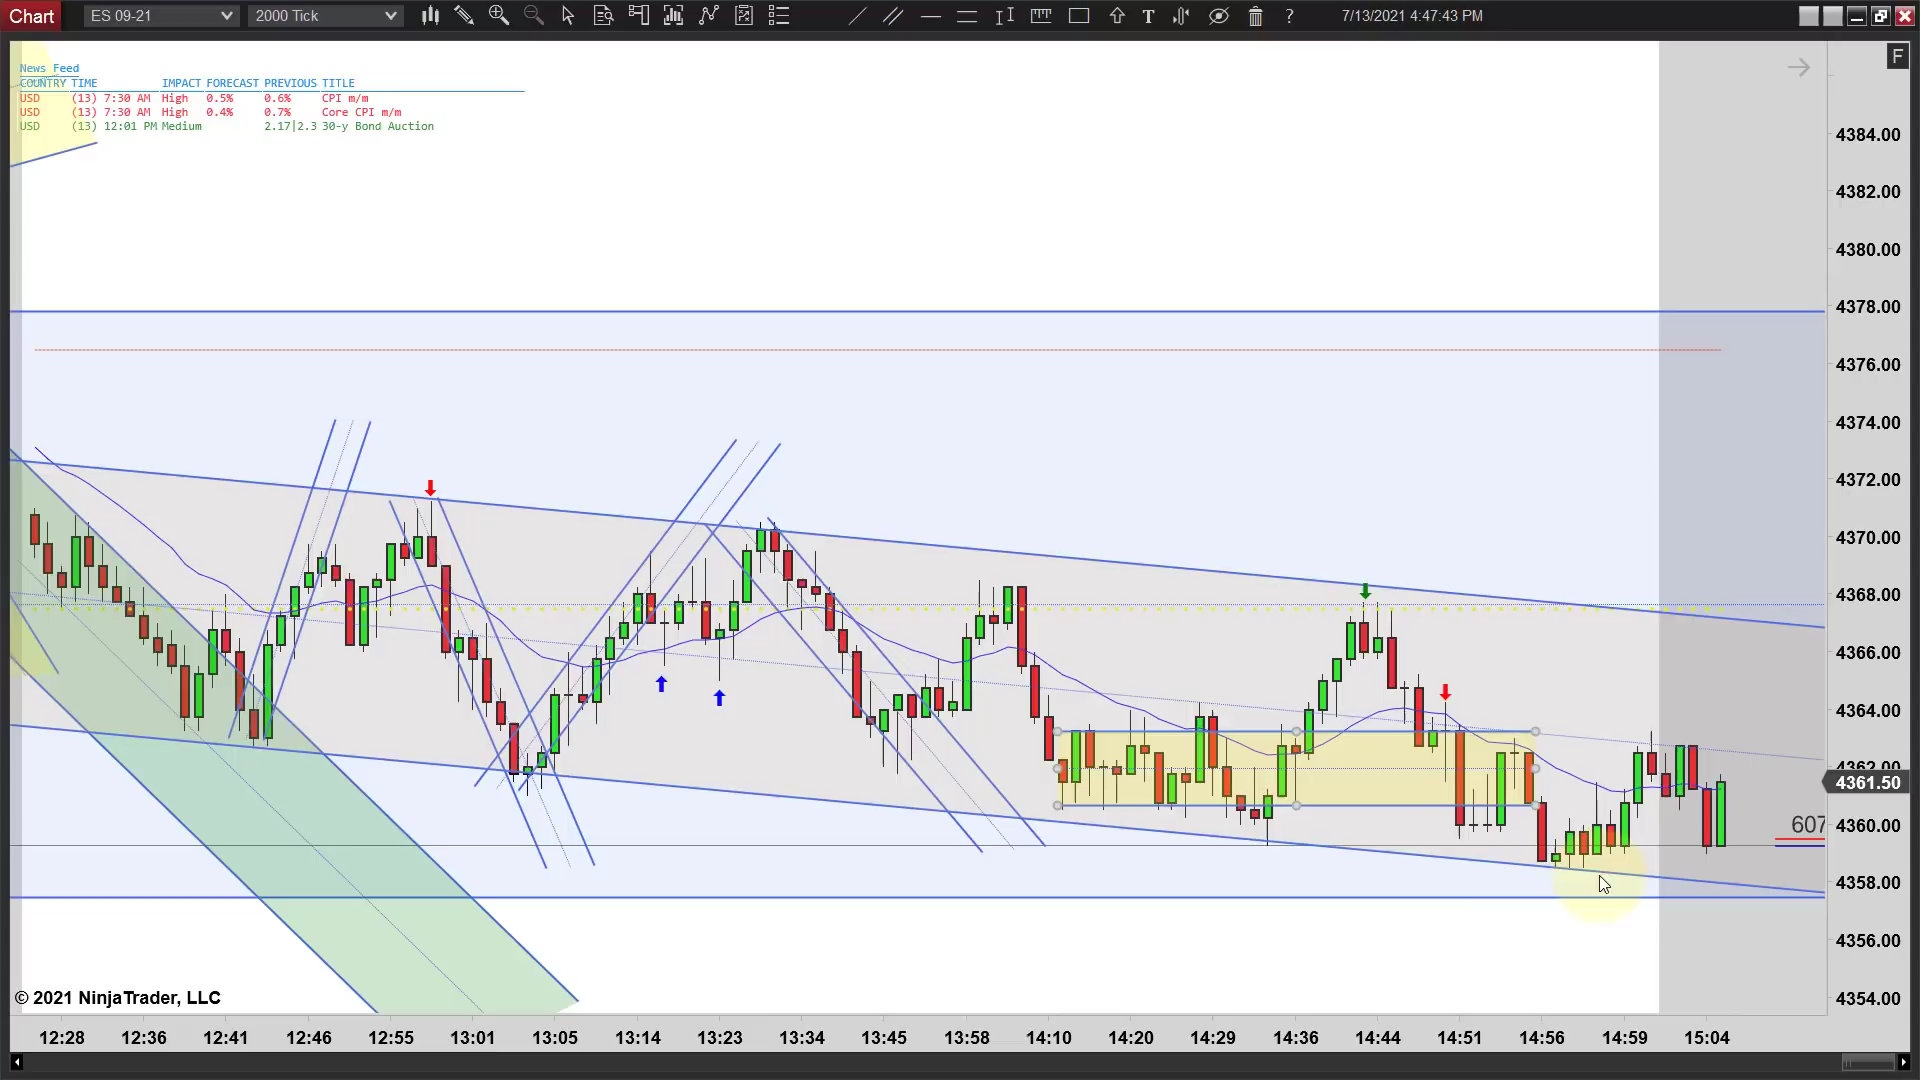 Chart ES 09-21 2000 Tick T ? 7/13/2021 4:47:43 PM
F
News Feed
COUNTRY TIME IMPACT FORECAST PREVIOUS TITLE
USD (13) 7:30 AM High 0.5% 0.6% CPI m/m
USD (13) 7:30 AM High 0.4% 0.7% Core CPI m/m
USD (13) 12:01 PM Medium 2.17|2.3 30-y Bond Auction
4384.00
4382.00
4380.00
4378.00
4376.00
4374.00
4372.00
4370.00
4368.00
4366.00
4364.00
4362.00
4361.50
607
4360.00
4358.00
4356.00
4354.00
© 2021 NinjaTrader, LLC
12:28 12:36 12:41 12:46 12:55 13:01 13:05 13:14 13:23 13:34 13:45 13:58 14:10 14:20 14:29 14:36 14:44 14:51 14:56 14:59 15:04